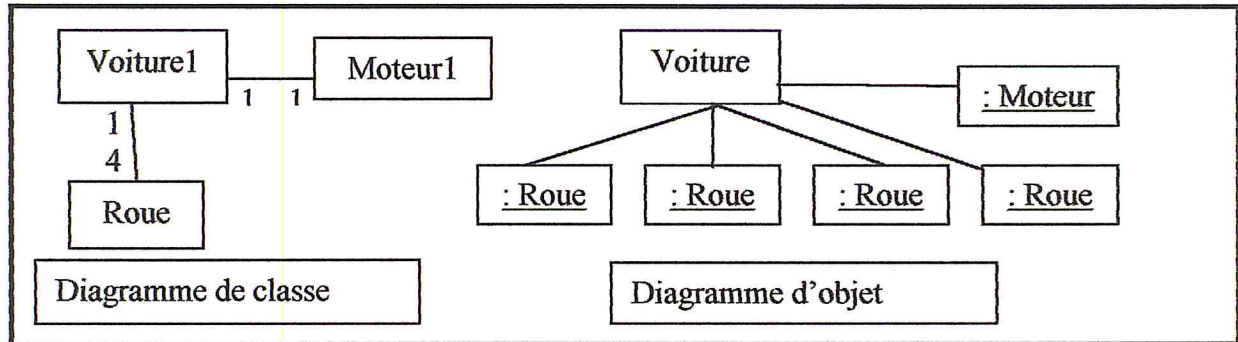 Voiture1
Moteur1
1 1
1
4
Roue
Diagramme de classe
Voiture
: Moteur
: Roue : Roue : Roue : Roue
Diagramme d'objet